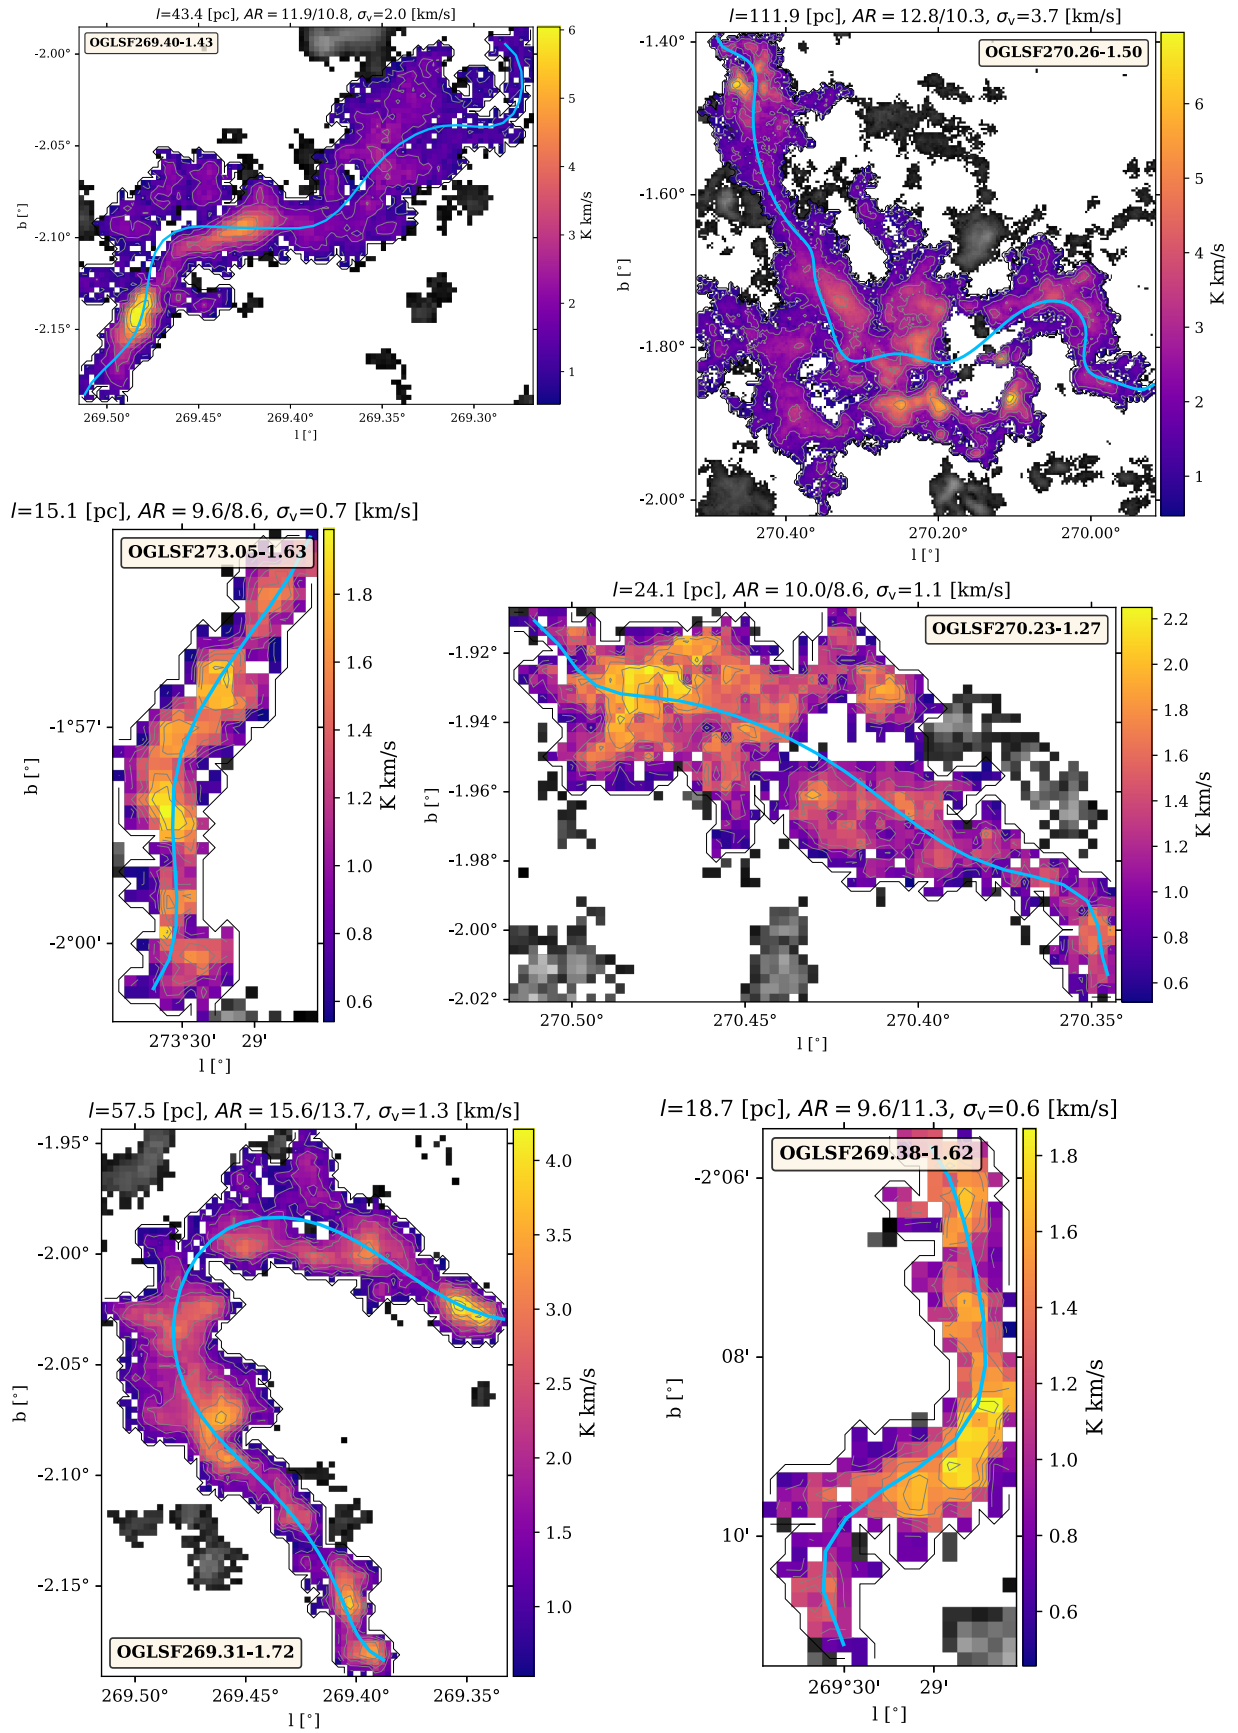 l=43.4 [pc], AR = 11.9/10.8, σv=2.0 [km/s]
OGLSF269.40-1.43
-2.00°
-2.05°
-2.10°
-2.15°
b [°]
269.50 269.45 269.40 269.35 269.30
l [°]
6
5
4
3
2
1
K km/s
l=111.9 [pc], AR = 12.8/10.3, σv=3.7 [km/s]
OGLSF270.26-1.50
-1.40°
-1.60°
-1.80°
-2.00°
b [°]
270.40 270.20 270.00
l [°]
6
5
4
3
2
1
K km/s
l=15.1 [pc], AR = 9.6/8.6, σv=0.7 [km/s]
OGLSF273.05-1.63
-1°57'
-2°00'
b [°]
273°30' 29'
l [°]
1.8
1.6
1.4
1.2
1.0
0.8
0.6
K km/s
l=24.1 [pc], AR = 10.0/8.6, σv=1.1 [km/s]
OGLSF270.23-1.27
-1.92°
-1.94°
-1.96°
-1.98°
-2.00°
-2.02°
b [°]
270.50 270.45 270.40 270.35
l [°]
2.2
2.0
1.8
1.6
1.4
1.2
1.0
0.8
0.6
K km/s
l=57.5 [pc], AR = 15.6/13.7, σv=1.3 [km/s]
-1.95°
-2.00°
-2.05°
-2.10°
-2.15°
b [°]
OGLSF269.31-1.72
269.50 269.45 269.40 269.35
l [°]
4.0
3.5
3.0
2.5
2.0
1.5
1.0
K km/s
l=18.7 [pc], AR = 9.6/11.3, σv=0.6 [km/s]
OGLSF269.38-1.62
-2°06'
08'
10'
b [°]
269°30' 29'
l [°]
1.8
1.6
1.4
1.2
1.0
0.8
0.6
K km/s